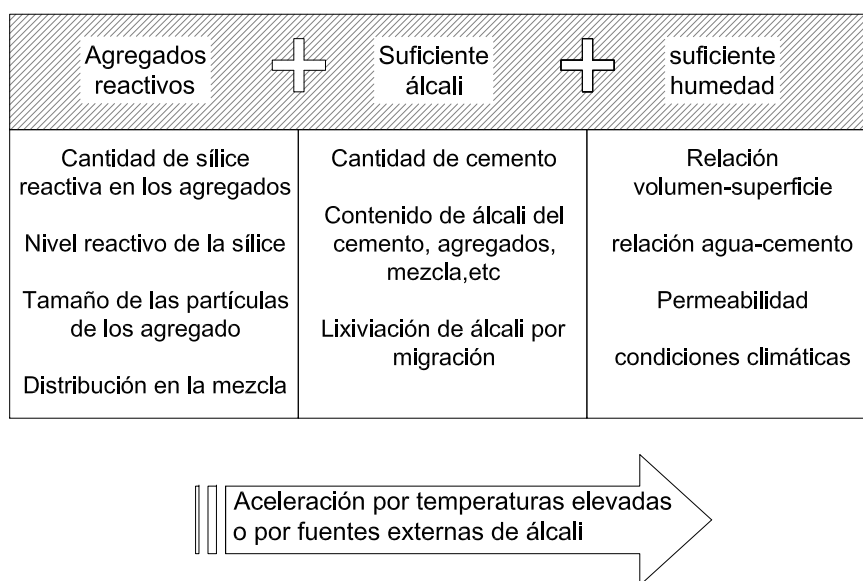 Agregados
reactivos
Suficiente
álcali
suficiente
humedad
Cantidad de sílice
reactiva en los agregados
Nivel reactivo de la sílice
Tamaño de las partículas
de los agregado
Distribución en la mezcla
Cantidad de cemento
Contenido de álcali del
cemento, agregados,
mezcla,etc
Lixiviación de álcali por
migración
Relación
volumen-superficie
relación agua-cemento
Permeabilidad
condiciones climáticas
Aceleración por temperaturas elevadas
o por fuentes externas de álcali